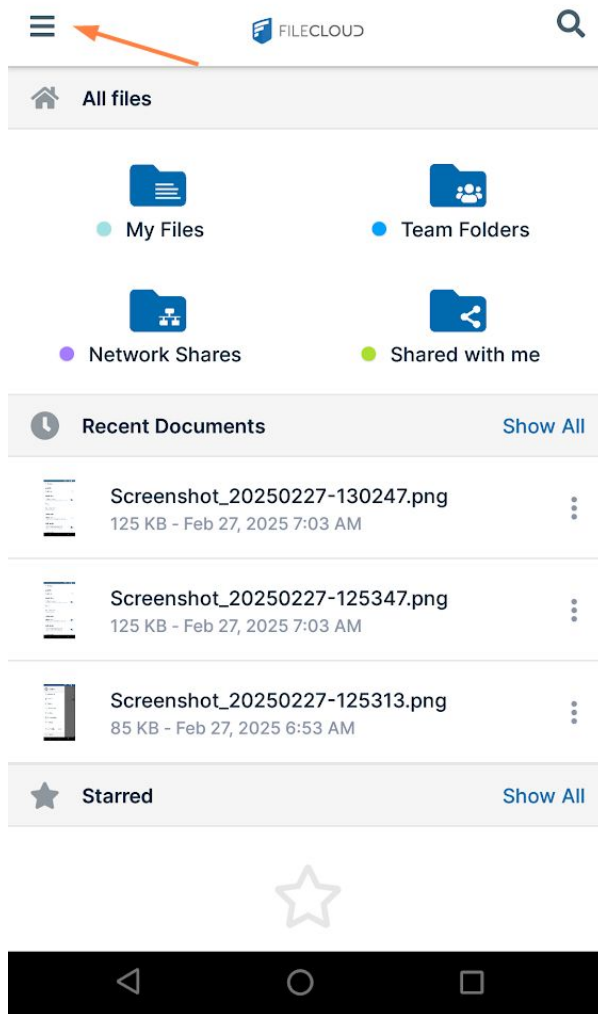 FILECLOUD
All files
My Files
Team Folders
Network Shares
Shared with me
Recent Documents
Show All
Screenshot_20250227-130247.png
125 KB - Feb 27, 2025 7:03 AM
Screenshot_20250227-125347.png
125 KB - Feb 27, 2025 7:03 AM
Screenshot_20250227-125313.png
85 KB - Feb 27, 2025 6:53 AM
Starred
Show All